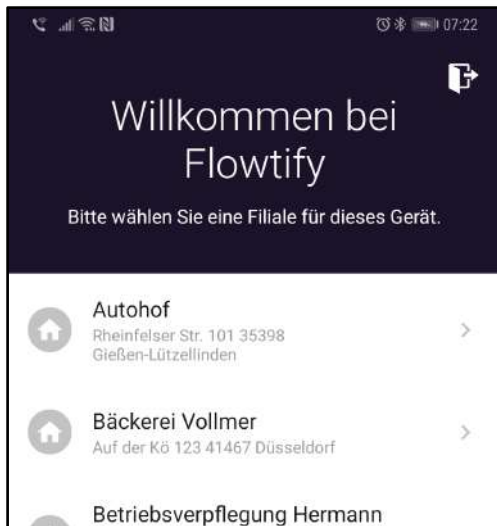 07:22
Willkommen bei
Flowtify
Bitte wählen Sie eine Filiale für dieses Gerät.
Autohof
Rheinfelser Str. 101 35398
Gießen-Lützellinden
Bäckerei Vollmer
Auf der Kö 123 41467 Düsseldorf
Betriebsverpflegung Hermann